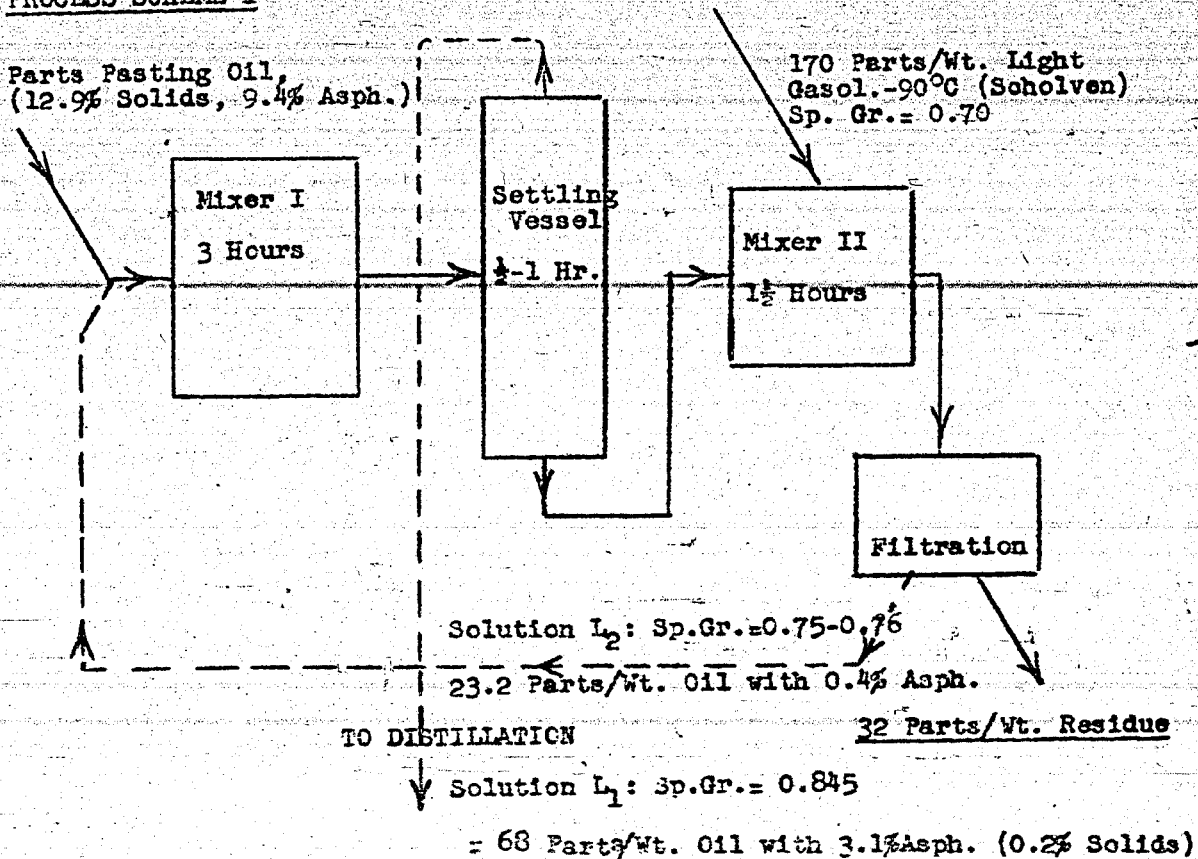 PROCESS SCHEME I
Parts Pasting Oil,
(12.9% Solids, 9.4% Asph.)
170 Parts/Wt. Light
Gasol.-90°C (Scholven)
Sp. Gr.= 0.70
Mixer I
3 Hours
Settling
Vessel
½-1 Hr.
Mixer II
1½ Hours
Filtration
Solution L₂: Sp.Gr.=0.75-0.76
23.2 Parts/Wt. Oil with 0.4% Asph.
32 Parts/Wt. Residue
TO DISTILLATION
Solution L₁: Sp.Gr.= 0.845
= 68 Parts/Wt. Oil with 3.1%Asph. (0.2% Solids)